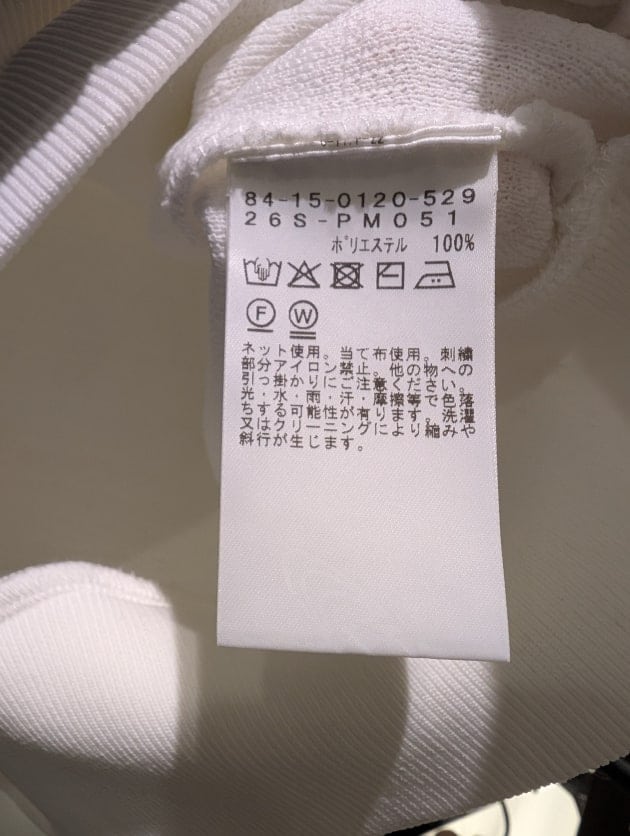 84-15-0120-529
26S-PM051
ポリエステル 100%
F W
ネット使用。当て布使用。刺繍
部分アイロン禁止。他の物への
引っ掛かりにご注意ください。
光・水・雨・汗・摩擦等で色落
ちする可能性が有ります。洗濯
又はクリーニングにより縮みや
斜行が生じます。